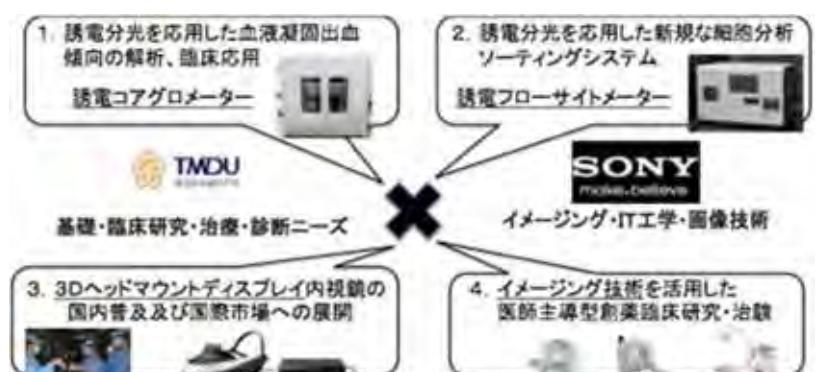 1. 誘電分光を応用した血液凝固出血
傾向の解析、臨床応用
誘電コアグロメーター
2. 誘電分光を応用した新規な細胞分析
ソーティングシステム
誘電フローサイトメーター
TMDU
基礎・臨床研究・治療・診断ニーズ
SONY
make.believe
イメージング・IT工学・画像技術
3. 3Dヘッドマウントディスプレイ内視鏡の
国内普及及び国際市場への展開
4. イメージング技術を活用した
医師主導型創薬臨床研究・治験